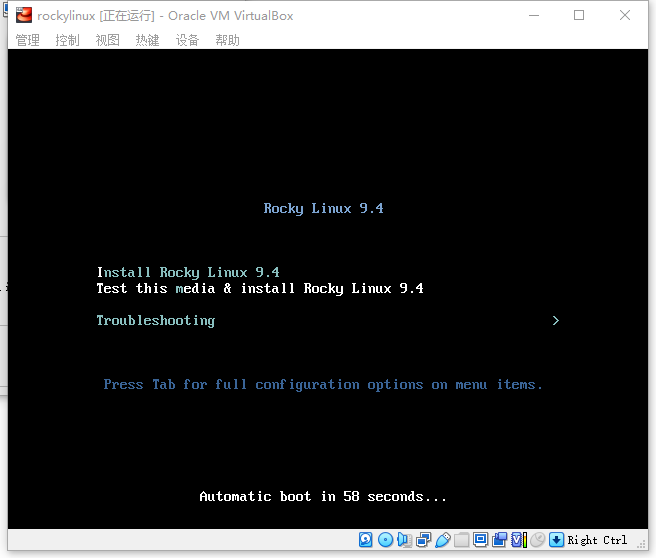 rockylinux [正在运行] - Oracle VM VirtualBox
管理 控制 视图 热键 设备 帮助
Rocky Linux 9.4
Install Rocky Linux 9.4
Test this media & install Rocky Linux 9.4
Troubleshooting >
Press Tab for full configuration options on menu items.
Automatic boot in 58 seconds...
Right Ctrl